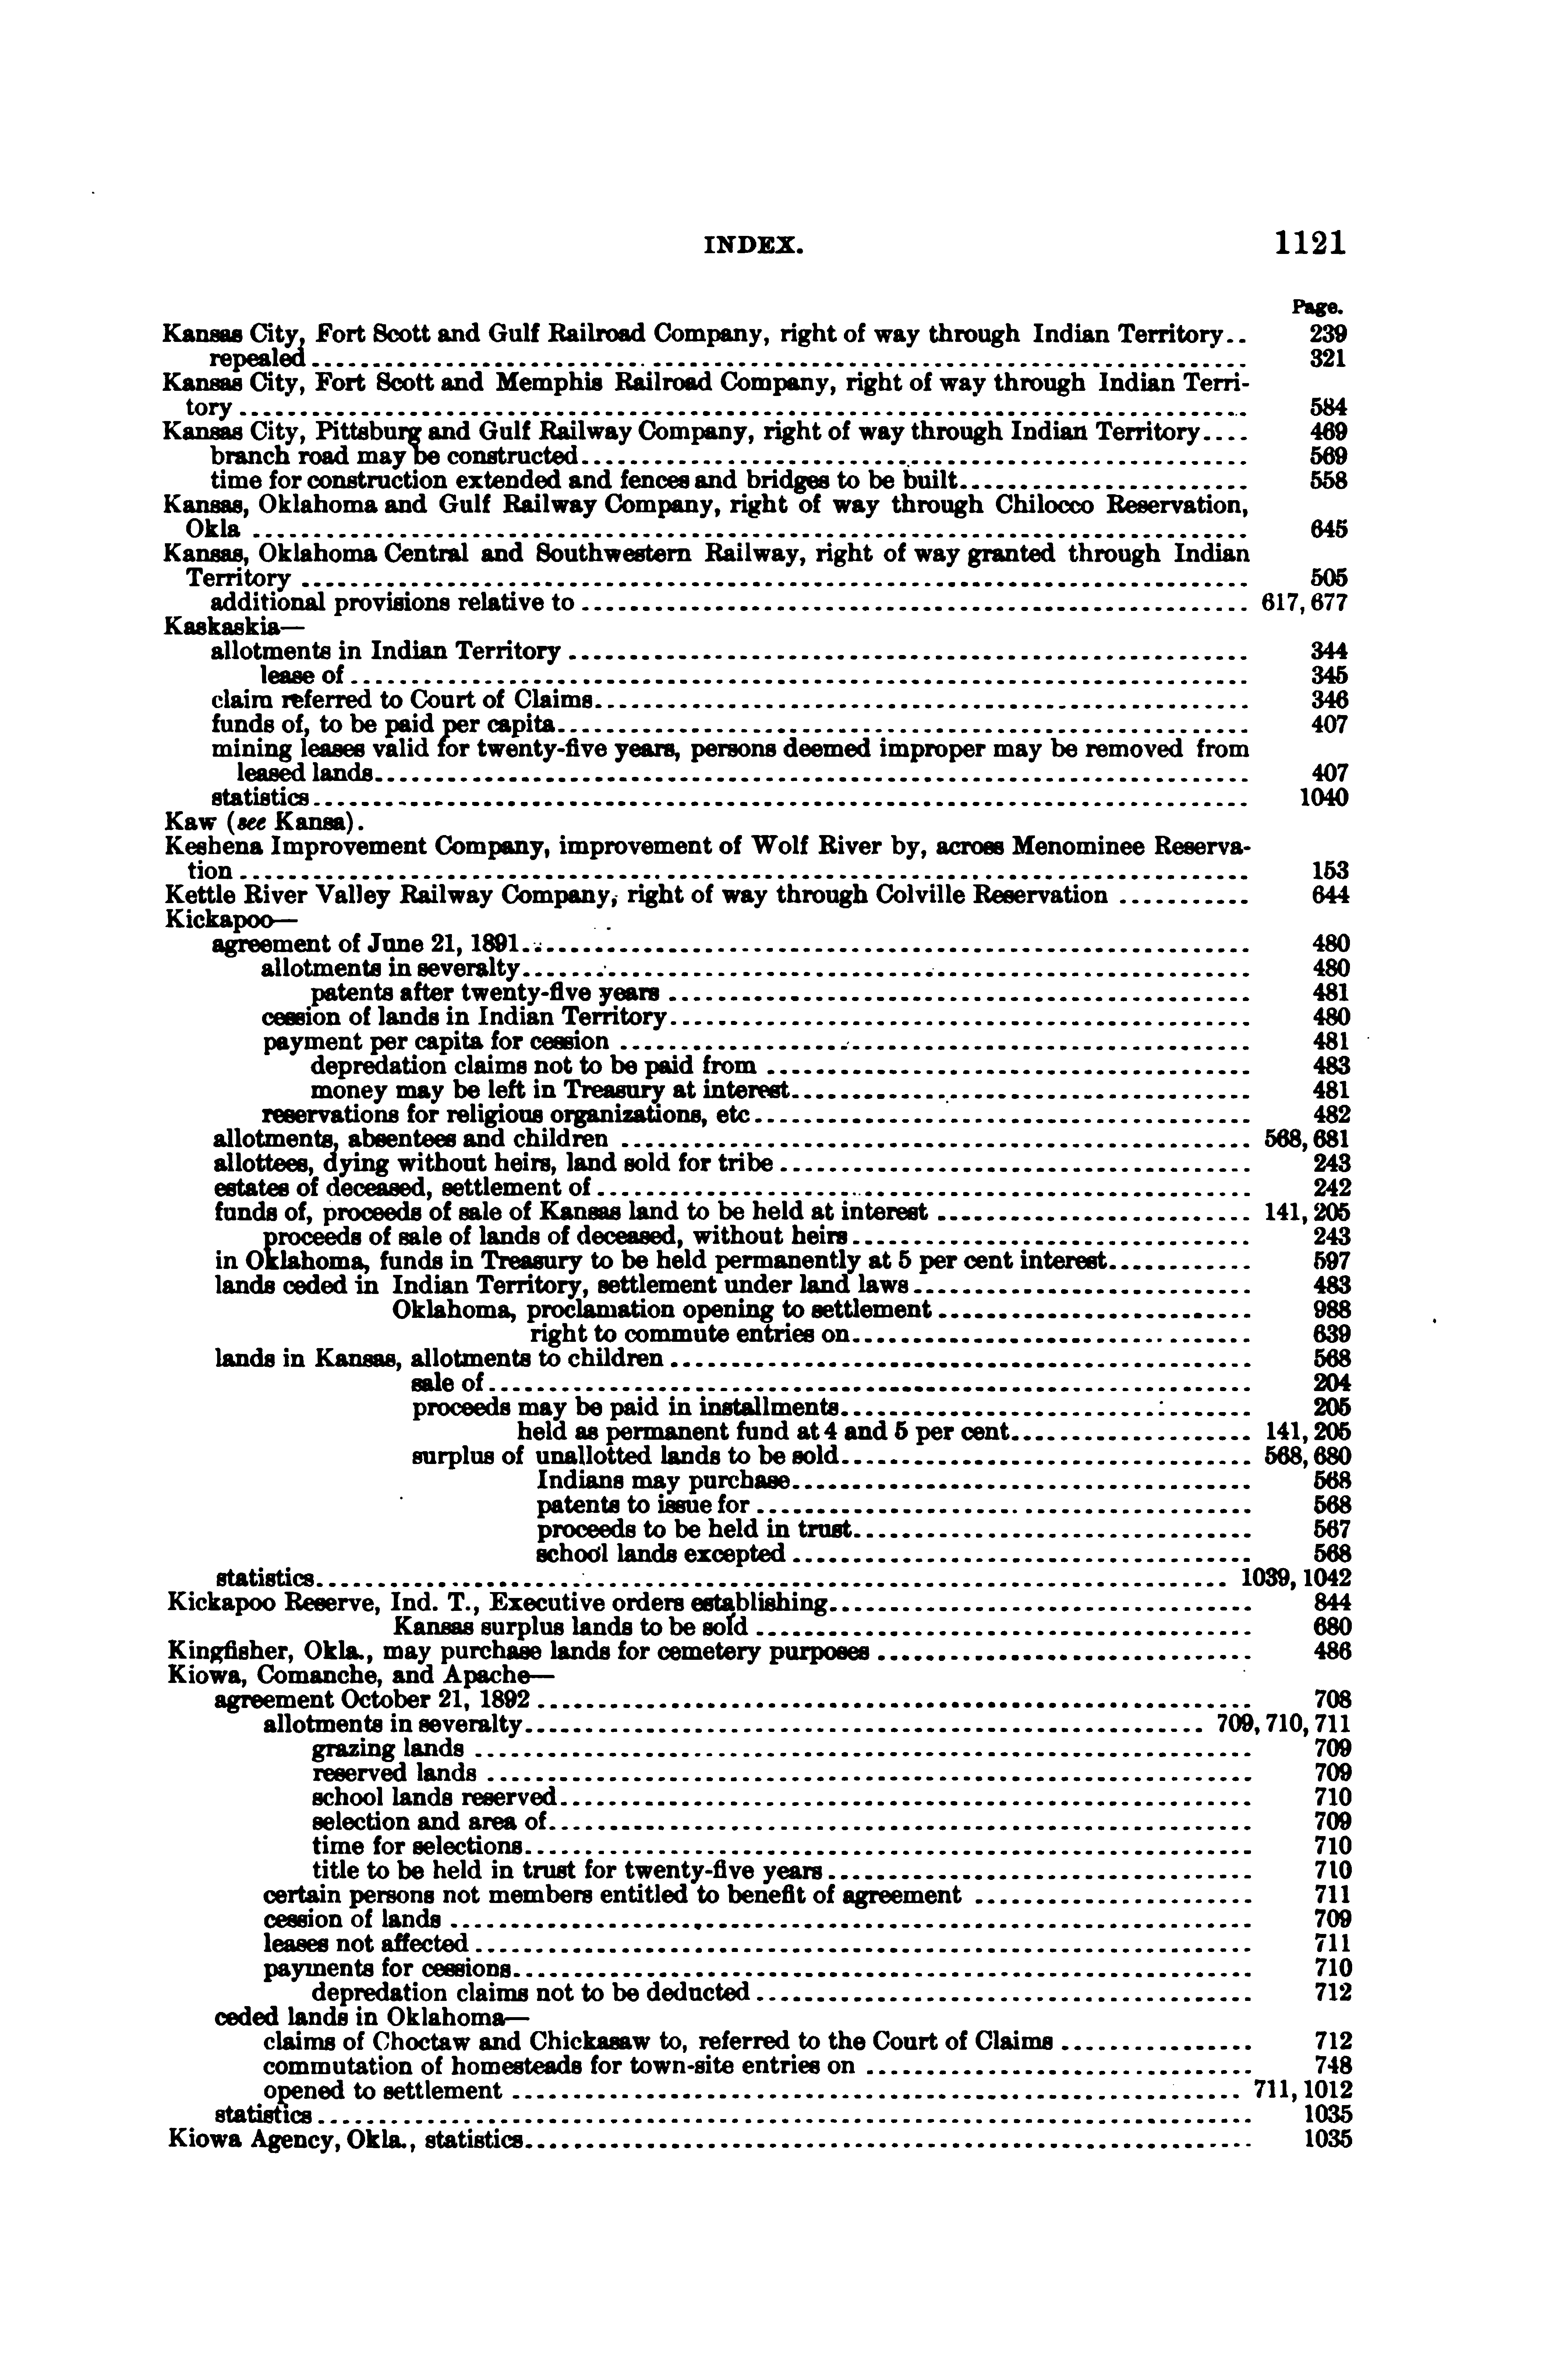 INDEX. 1121
Page.
Kansas City, Fort Scott and Gulf Railroad Company, right of way through Indian Territory.. 239
repealed 321
Kansas City, Fort Scott and Memphis Railroad Company, right of way through Indian Terri-
tory 584
Kansas City, Pittsburg and Gulf Railway Company, right of way through Indian Territory.... 469
branch road may be constructed 569
time for construction extended and fences and bridges to be built 558
Kansas, Oklahoma and Gulf Railway Company, right of way through Chilocco Reservation,
Okla 645
Kansas, Oklahoma Central and Southwestern Railway, right of way granted through Indian
Territory 505
additional provisions relative to 617, 677
Kaskaskia—
allotments in Indian Territory 344
lease of 345
claim referred to Court of Claims 346
funds of, to be paid per capita 407
mining leases valid for twenty-five years, persons deemed improper may be removed from
leased lands 407
statistics 1040
Kaw (see Kansa).
Keshena Improvement Company, improvement of Wolf River by, across Menominee Reserva-
tion 153
Kettle River Valley Railway Company, right of way through Colville Reservation 644
Kickapoo—
agreement of June 21, 1891 480
allotments in severalty 480
patents after twenty-five years 481
cession of lands in Indian Territory 480
payment per capita for cession 481
depredation claims not to be paid from 483
money may be left in Treasury at interest 481
reservations for religious organizations, etc 482
allotments, absentees and children 568, 681
allottees, dying without heirs, land sold for tribe 243
estates of deceased, settlement of 242
funds of, proceeds of sale of Kansas land to be held at interest 141, 205
proceeds of sale of lands of deceased, without heirs 243
in Oklahoma, funds in Treasury to be held permanently at 5 per cent interest 597
lands ceded in Indian Territory, settlement under land laws 483
Oklahoma, proclamation opening to settlement 988
right to commute entries on 639
lands in Kansas, allotments to children 568
sale of 204
proceeds may be paid in installments 205
held as permanent fund at 4 and 5 per cent 141, 205
surplus of unallotted lands to be sold 568, 680
Indians may purchase 568
patents to issue for 568
proceeds to be held in trust 567
school lands excepted 568
statistics 1039, 1042
Kickapoo Reserve, Ind. T., Executive orders establishing 844
Kansas surplus lands to be sold 680
Kingfisher, Okla., may purchase lands for cemetery purposes 486
Kiowa, Comanche, and Apache—
agreement October 21, 1892 708
allotments in severalty 709, 710, 711
grazing lands 709
reserved lands 709
school lands reserved 710
selection and area of 709
time for selections 710
title to be held in trust for twenty-five years 710
certain persons not members entitled to benefit of agreement 711
cession of lands 709
leases not affected 711
payments for cessions 710
depredation claims not to be deducted 712
ceded lands in Oklahoma—
claims of Choctaw and Chickasaw to, referred to the Court of Claims 712
commutation of homesteads for town-site entries on 748
opened to settlement 711, 1012
statistics 1035
Kiowa Agency, Okla., statistics 1035